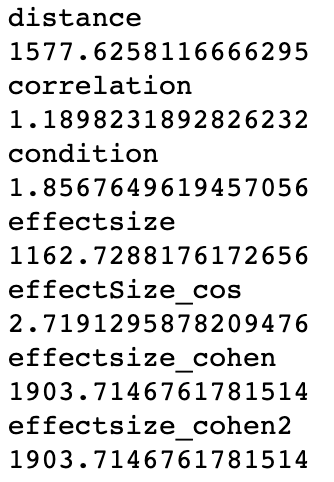 distance
1577.6258116666295
correlation
1.1898231892826232
condition
1.8567649619457056
effectsize
1162.7288176172656
effectSize_cos
2.7191295878209476
effectsize_cohen
1903.7146761781514
effectsize_cohen2
1903.7146761781514